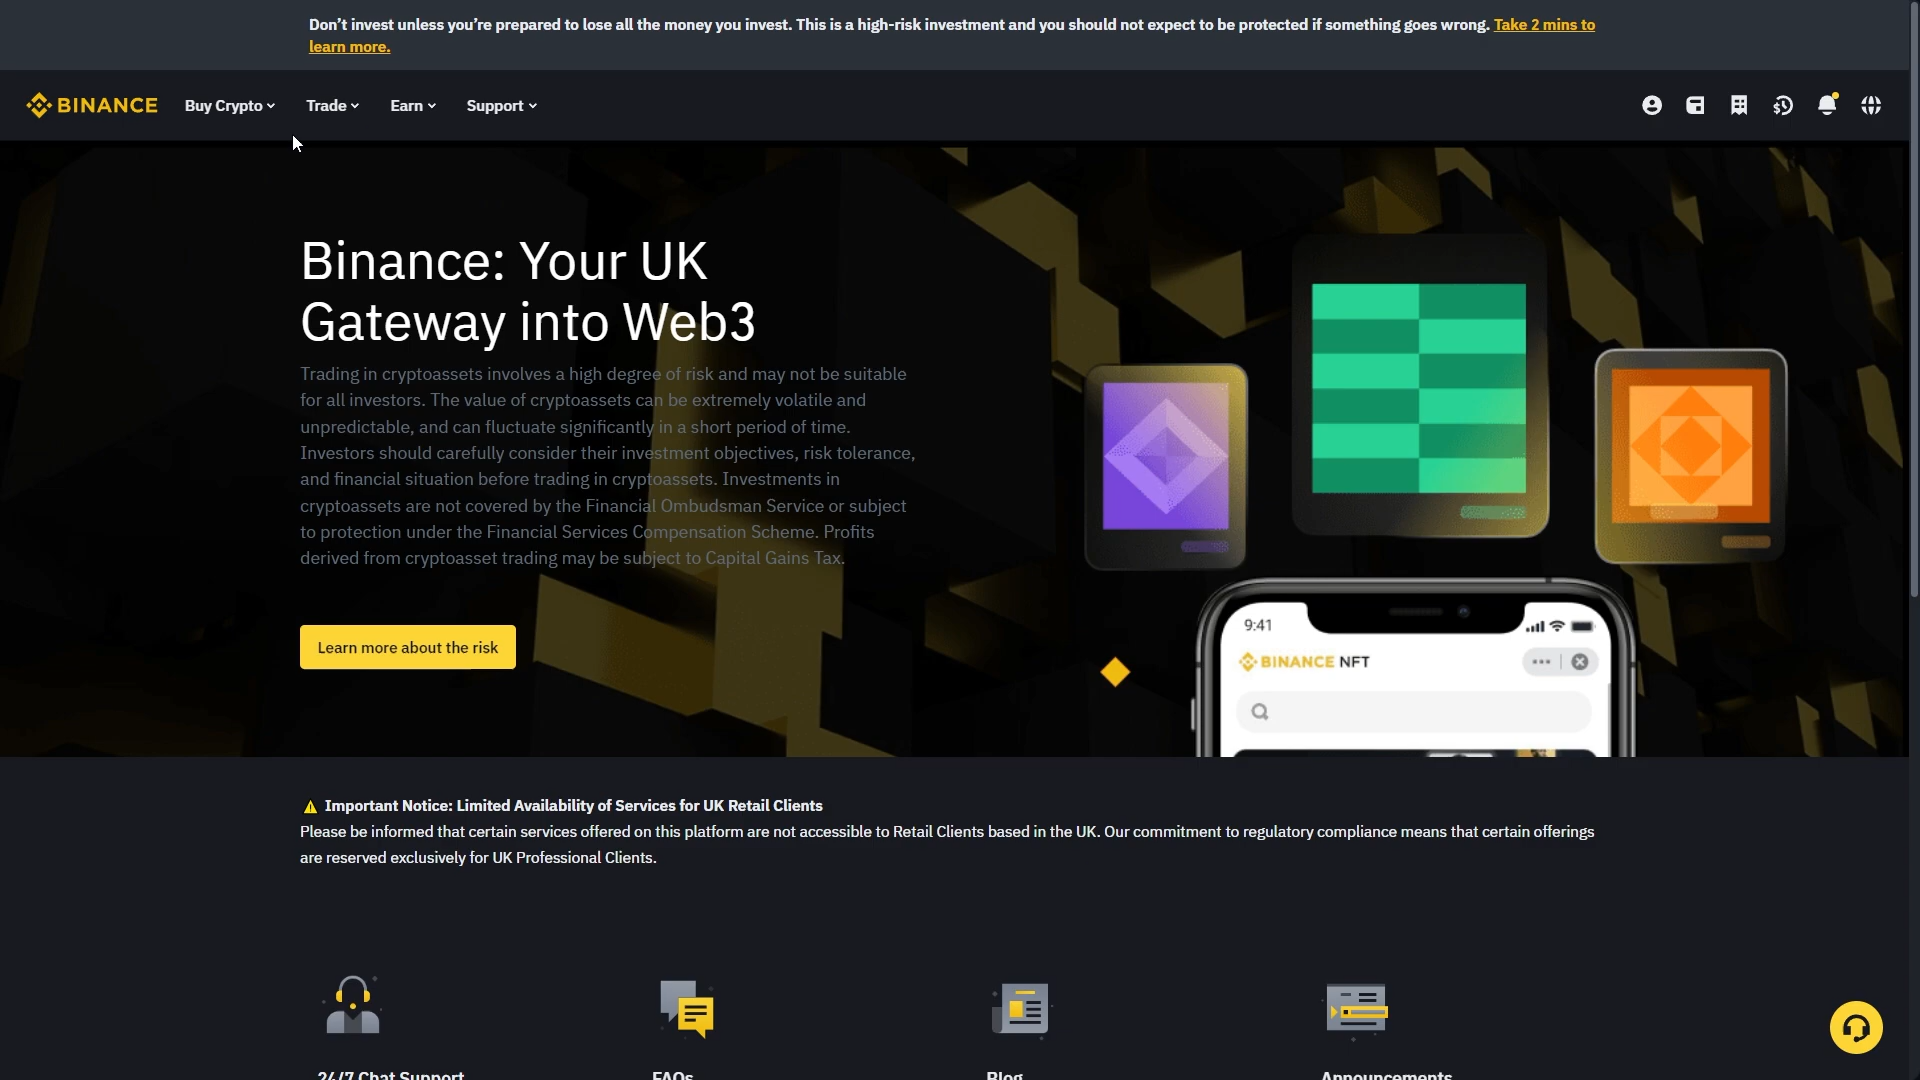 Don’t invest unless you’re prepared to lose all the money you invest. This is a high-risk investment and you should not expect to be protected if something goes wrong. Take 2 mins to
learn more.
BINANCE Buy Crypto Trade Earn Support
Binance: Your UK
Gateway into Web3
Trading in cryptoassets involves a high degree of risk and may not be suitable
for all investors. The value of cryptoassets can be extremely volatile and
unpredictable, and can fluctuate significantly in a short period of time.
Investors should carefully consider their investment objectives, risk tolerance,
and financial situation before trading in cryptoassets. Investments in
cryptoassets are not covered by the Financial Ombudsman Service or subject
to protection under the Financial Services Compensation Scheme. Profits
derived from cryptoasset trading may be subject to Capital Gains Tax.
Learn more about the risk
9:41
BINANCE NFT
Important Notice: Limited Availability of Services for UK Retail Clients
Please be informed that certain services offered on this platform are not accessible to Retail Clients based in the UK. Our commitment to regulatory compliance means that certain offerings
are reserved exclusively for UK Professional Clients.
24/7 Chat Support FAQs Blog Announcements